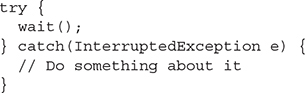 try {
  wait();
} catch(InterruptedException e) {
  // Do something about it
}